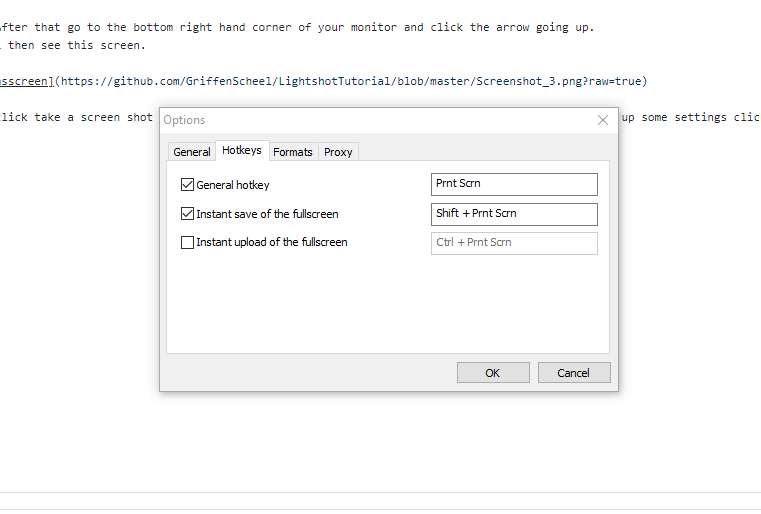 fter that go to the bottom right hand corner of your monitor and click the arrow going up.
then see this screen.
sscreen](https://github.com/GriffenScheel/LightshotTutorial/blob/master/Screenshot_3.png?raw=true)
lick take a screen shot up some settings clic
Options
General Hotkeys Formats Proxy
General hotkey Prnt Scrn
Instant save of the fullscreen Shift + Prnt Scrn
Instant upload of the fullscreen Ctrl + Prnt Scrn
OK Cancel